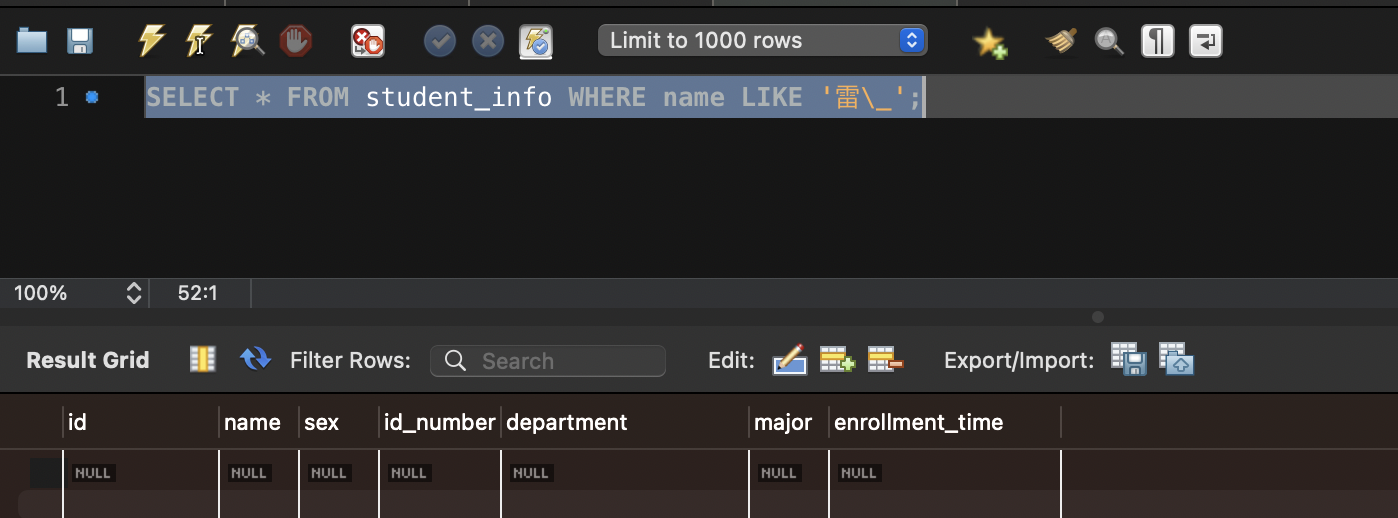 Limit to 1000 rows
1 SELECT * FROM student_info WHERE name LIKE '雷\_';
100% 52:1
Result Grid Filter Rows: Search Edit: Export/Import:
id name sex id_number department major enrollment_time
NULL NULL NULL NULL NULL NULL NULL